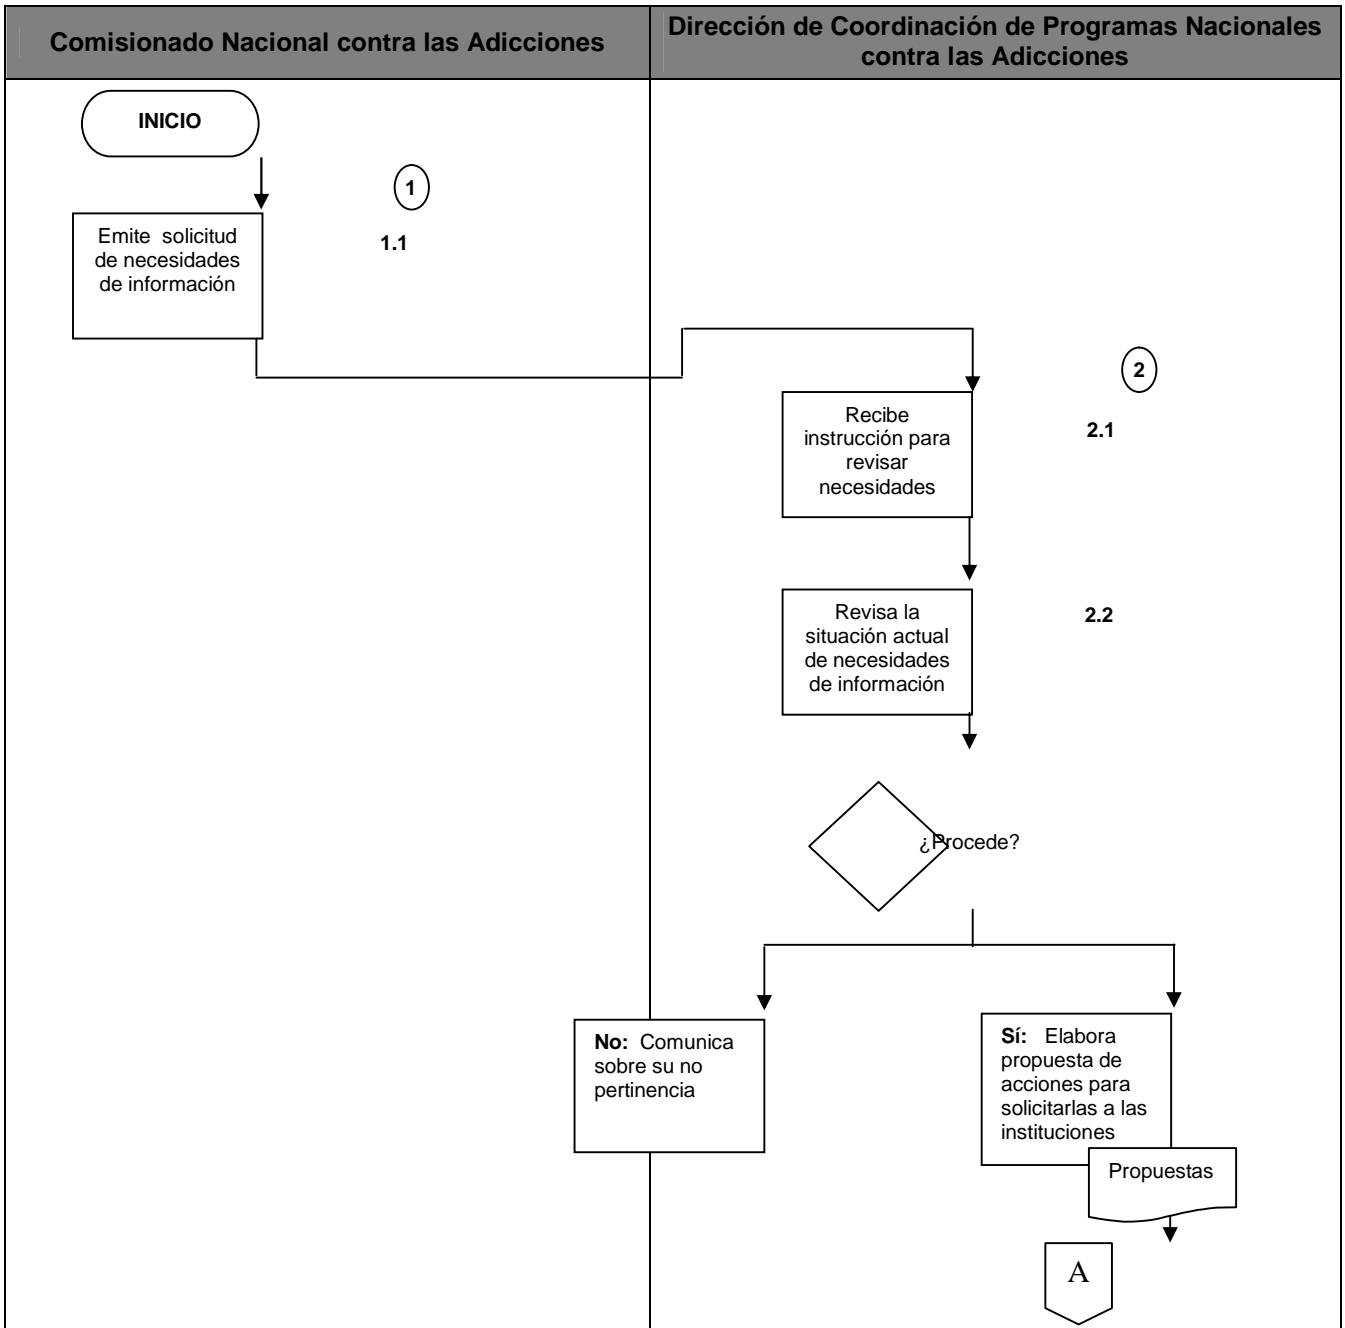 Comisionado Nacional contra las Adicciones
Dirección de Coordinación de Programas Nacionales
contra las Adicciones
INICIO
1
Emite solicitud
de necesidades
de información
1.1
2
Recibe
instrucción para
revisar
necesidades
2.1
Revisa la
situación actual
de necesidades
de información
2.2
¿Procede?
No: Comunica
sobre su no
pertinencia
Sí: Elabora
propuesta de
acciones para
solicitarlas a las
instituciones
Propuestas
A